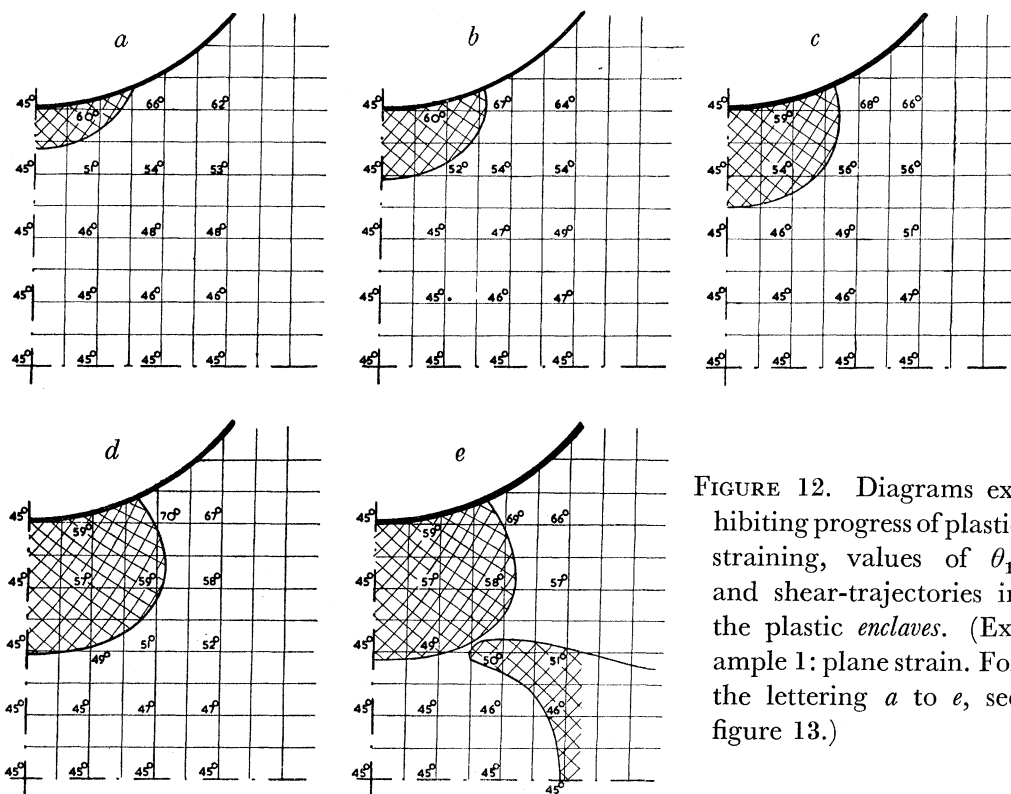 a
45° 60° 66° 62°
45° 51° 54° 53°
45° 46° 48° 48°
45° 45° 46° 46°
45° 45° 45° 45°
b
45° 60° 67° 64°
45° 52° 54° 54°
45° 45° 47° 49°
45° 45° 46° 47°
45° 45° 45° 45°
c
45° 59° 68° 66°
45° 54° 56° 56°
45° 46° 49° 51°
45° 45° 46° 47°
45° 45° 45° 45°
d
45° 59° 70° 67°
45° 57° 59° 58°
45° 49° 51° 52°
45° 45° 47° 47°
45° 45° 45° 45°
e
45° 59° 69° 66°
45° 57° 58° 57°
45° 49° 50° 51°
45° 45° 46° 46°
45° 45° 45° 45°
FIGURE 12. Diagrams ex
hibiting progress of plastic
straining, values of θ1
and shear-trajectories in
the plastic enclaves. (Ex
ample 1: plane strain. For
the lettering a to e, see
figure 13.)